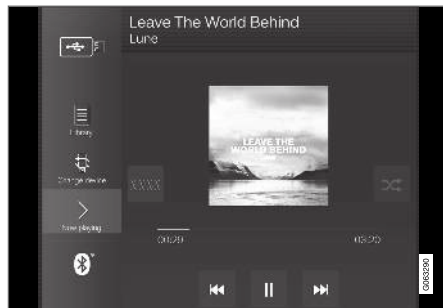 Leave The World Behind
Lune
Library
LEAVE THE
WORLD BEHIND
Change device
XXXX
Now playing
00:29
03:20
G063290